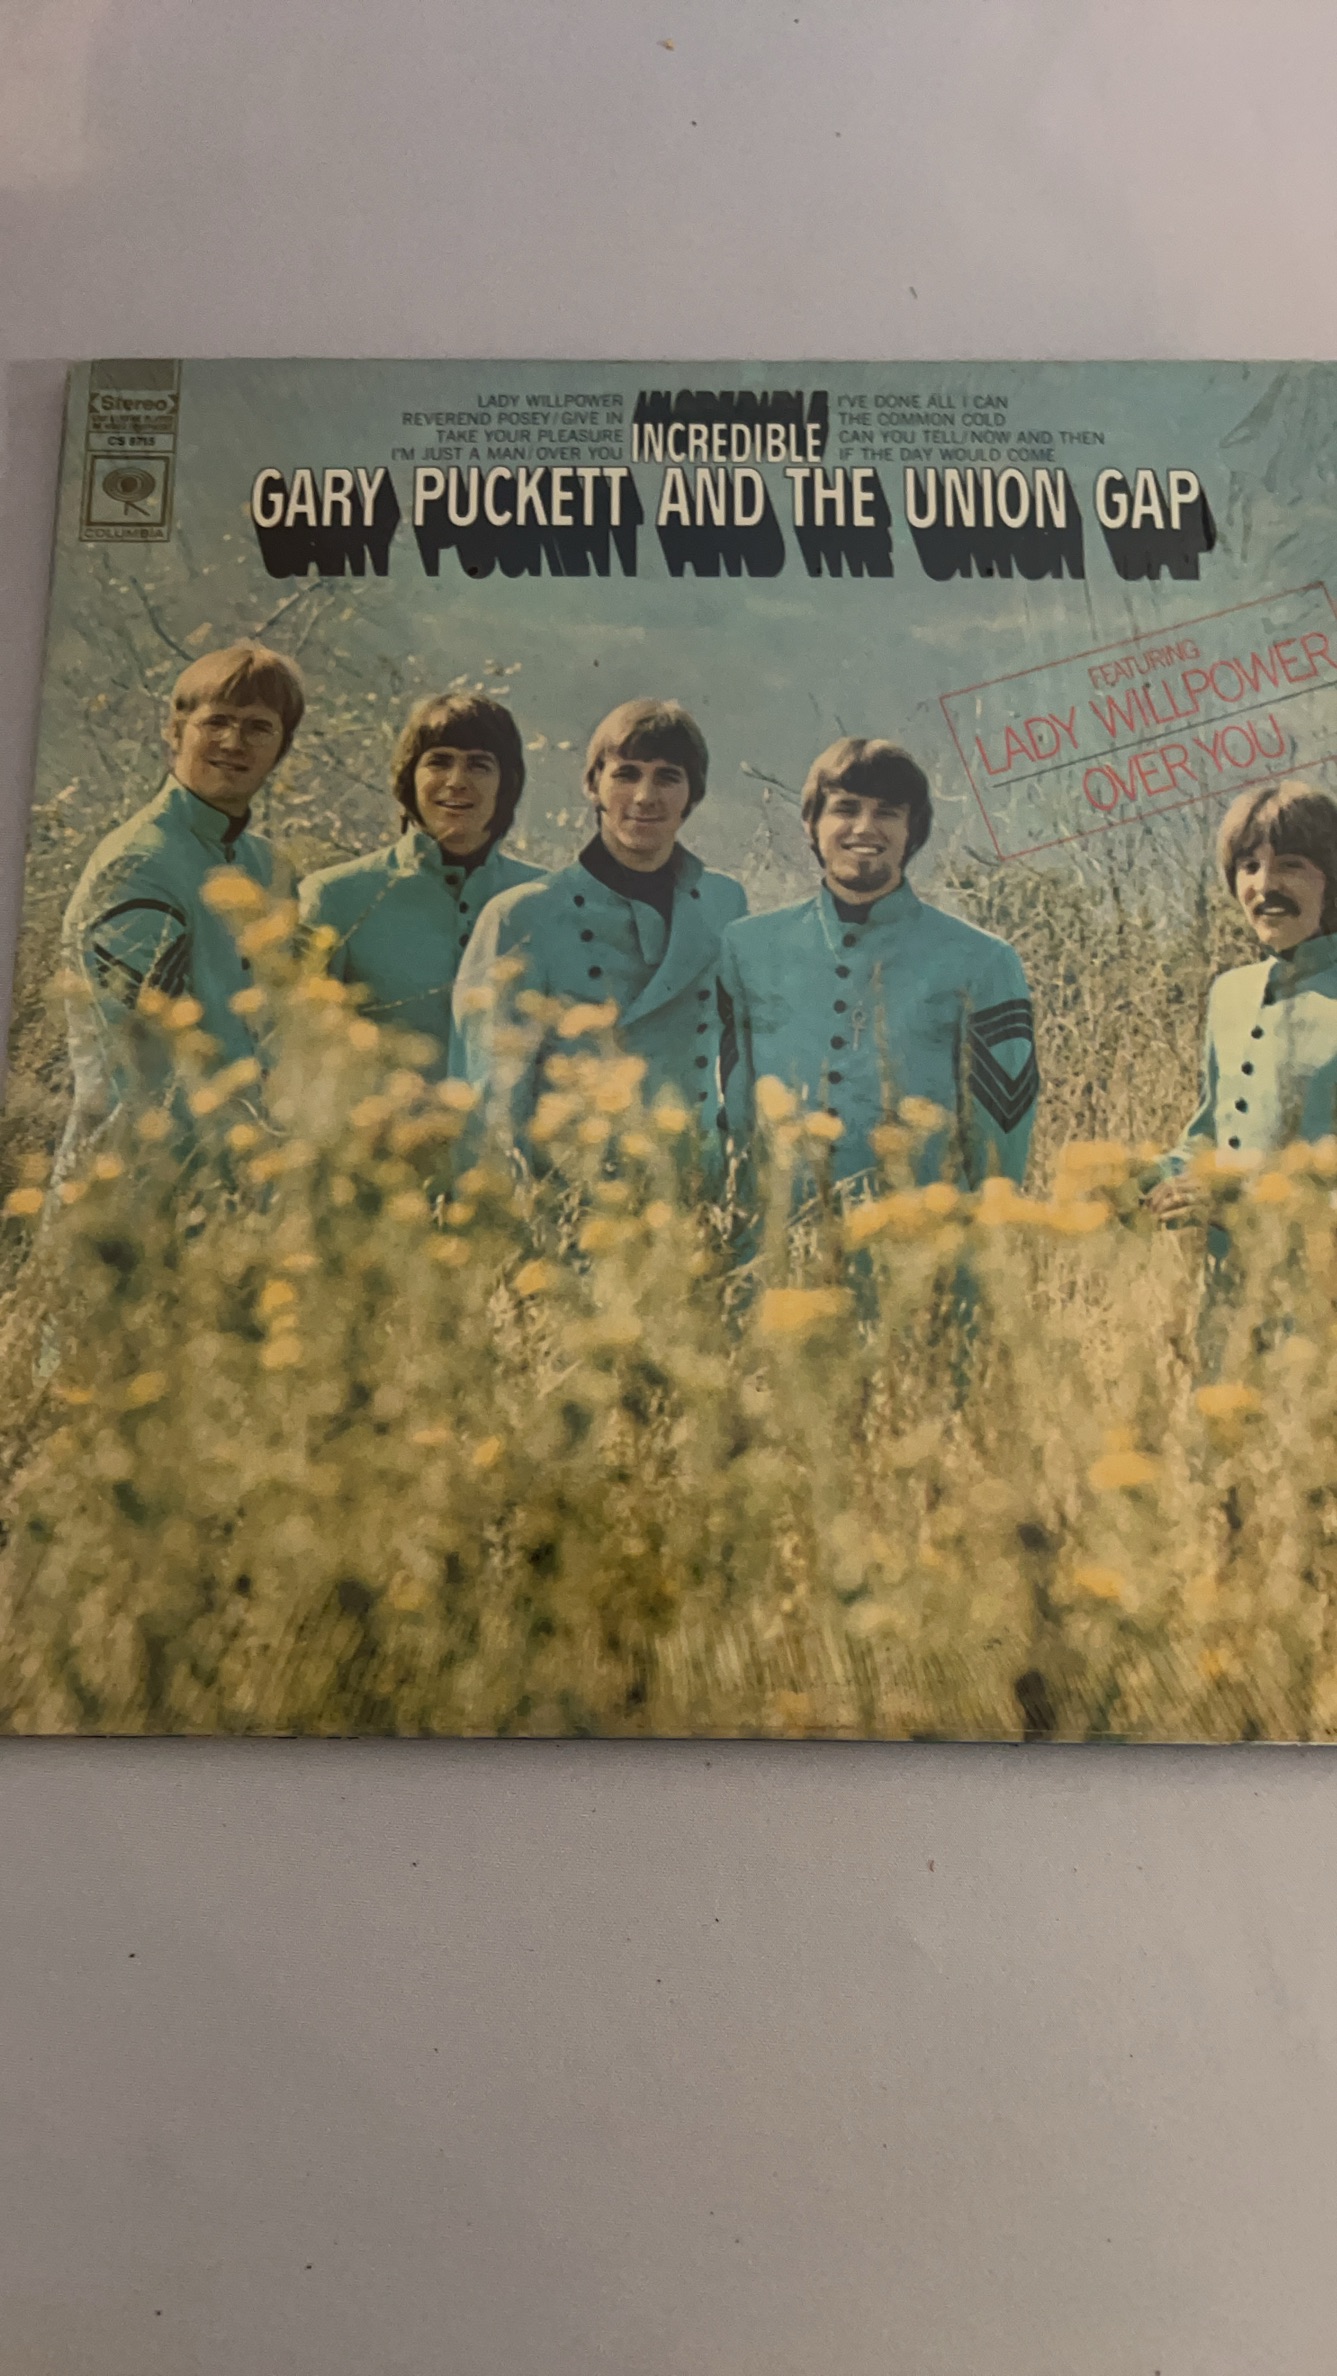 Stereo
CS 9715
COLUMBIA
LADY WILLPOWER
REVEREND POSEY/GIVE IN
TAKE YOUR PLEASURE
I'M JUST A MAN/OVER YOU
INCREDIBLE
I'VE DONE ALL I CAN
THE COMMON COLD
CAN YOU TELL/NOW AND THEN
IF THE DAY WOULD COME
GARY PUCKETT AND THE UNION GAP
FEATURING
LADY WILLPOWER
OVER YOU